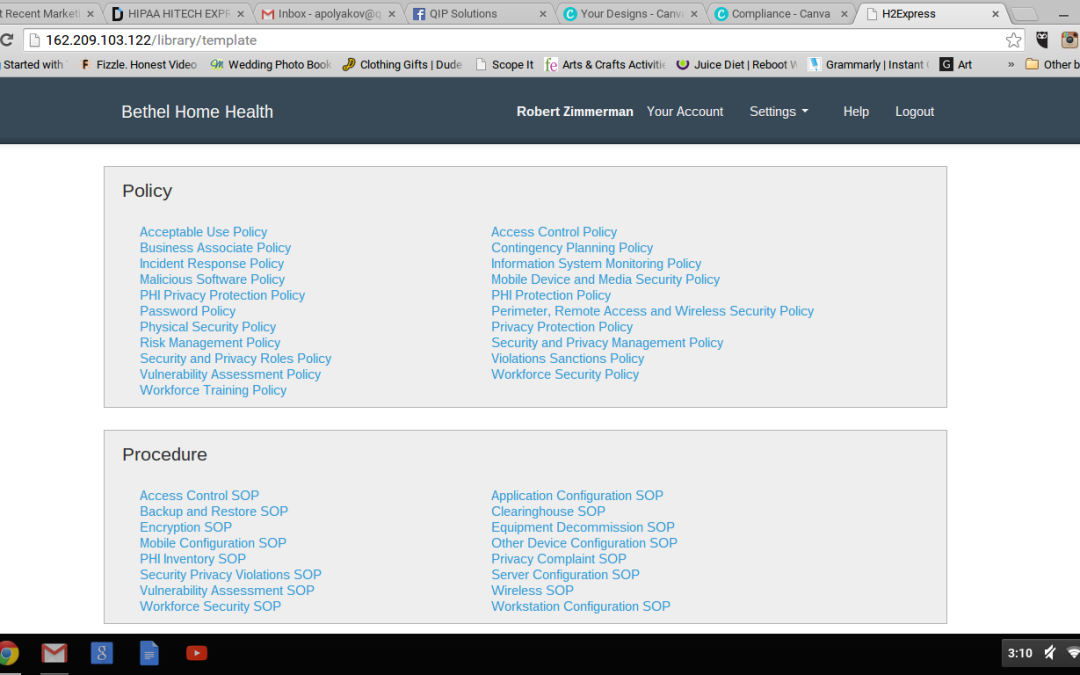 t Recent Marketi × HIPAA HITECH EXPR × Inbox - apolyakov@q × QIP Solutions × Your Designs - Canva × Compliance - Canva × H2Express ×
162.209.103.122/library/template
Started with F Fizzle. Honest Video Wedding Photo Book Clothing Gifts | Dude Scope It fe Arts & Crafts Activitie Juice Diet | Reboot W Grammarly | Instant G Art » Other b
Bethel Home Health Robert Zimmerman Your Account Settings Help Logout
Policy
Acceptable Use Policy Access Control Policy
Business Associate Policy Contingency Planning Policy
Incident Response Policy Information System Monitoring Policy
Malicious Software Policy Mobile Device and Media Security Policy
PHI Privacy Protection Policy PHI Protection Policy
Password Policy Perimeter, Remote Access and Wireless Security Policy
Physical Security Policy Privacy Protection Policy
Risk Management Policy Security and Privacy Management Policy
Security and Privacy Roles Policy Violations Sanctions Policy
Vulnerability Assessment Policy Workforce Security Policy
Workforce Training Policy
Procedure
Access Control SOP Application Configuration SOP
Backup and Restore SOP Clearinghouse SOP
Encryption SOP Equipment Decommission SOP
Mobile Configuration SOP Other Device Configuration SOP
PHI Inventory SOP Privacy Complaint SOP
Security Privacy Violations SOP Server Configuration SOP
Vulnerability Assessment SOP Wireless SOP
Workforce Security SOP Workstation Configuration SOP
3:10